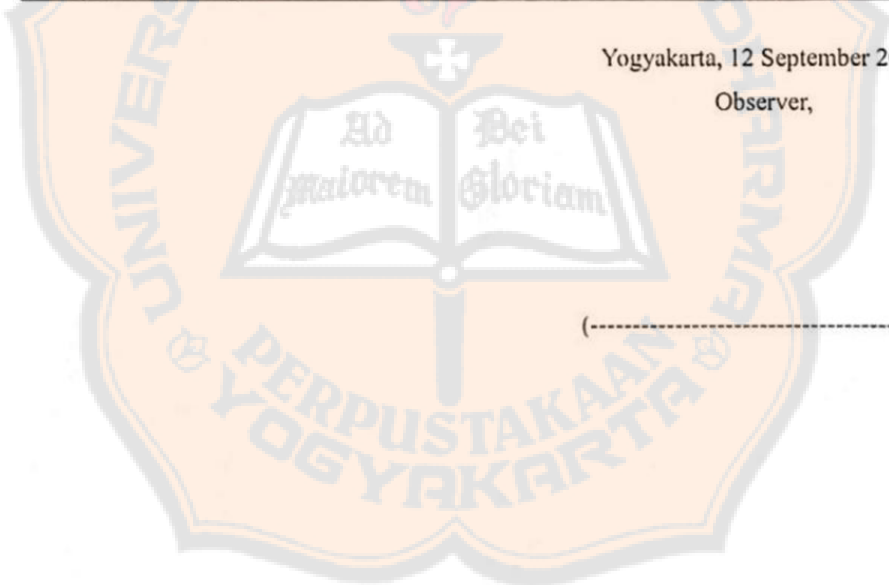 Yogyakarta, 12 September 2
Observer,
Ad Dei
Maiorem Gloriam
(--------------------------------
PERPUSTAKAAN
YOGYAKARTA